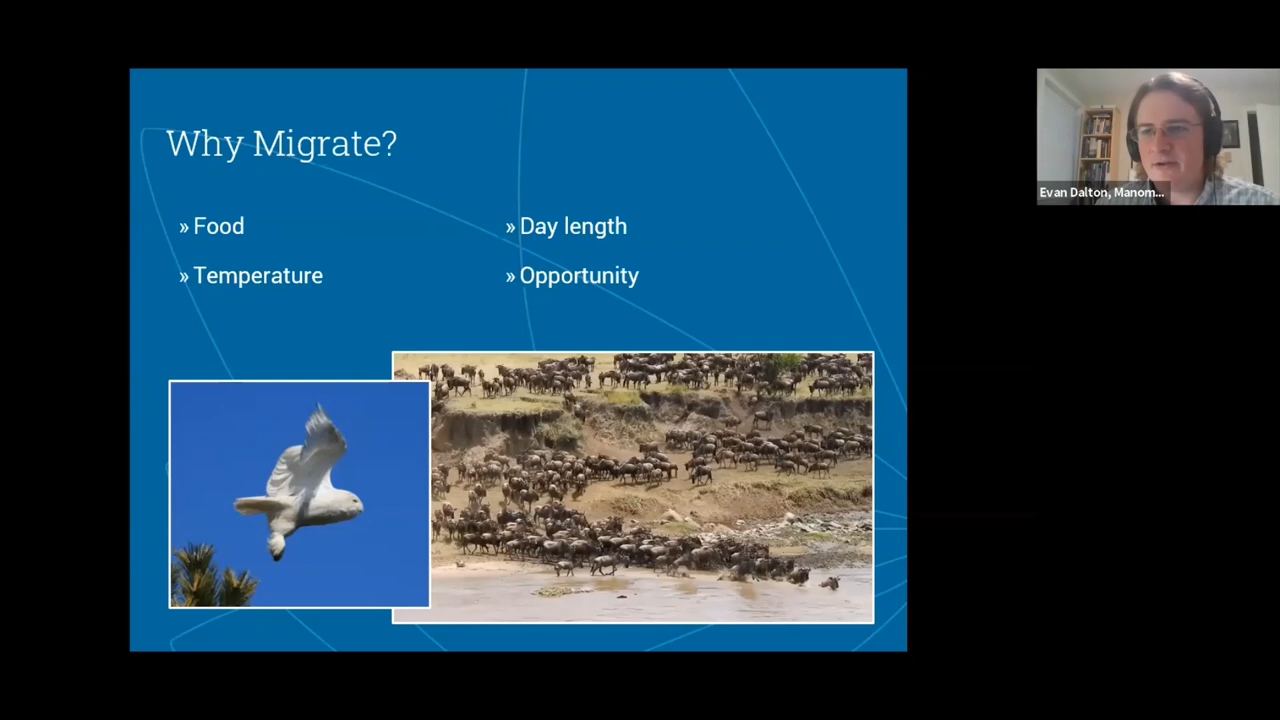 Why Migrate?
» Food
» Temperature
» Day length
» Opportunity
Evan Dalton, Manom...